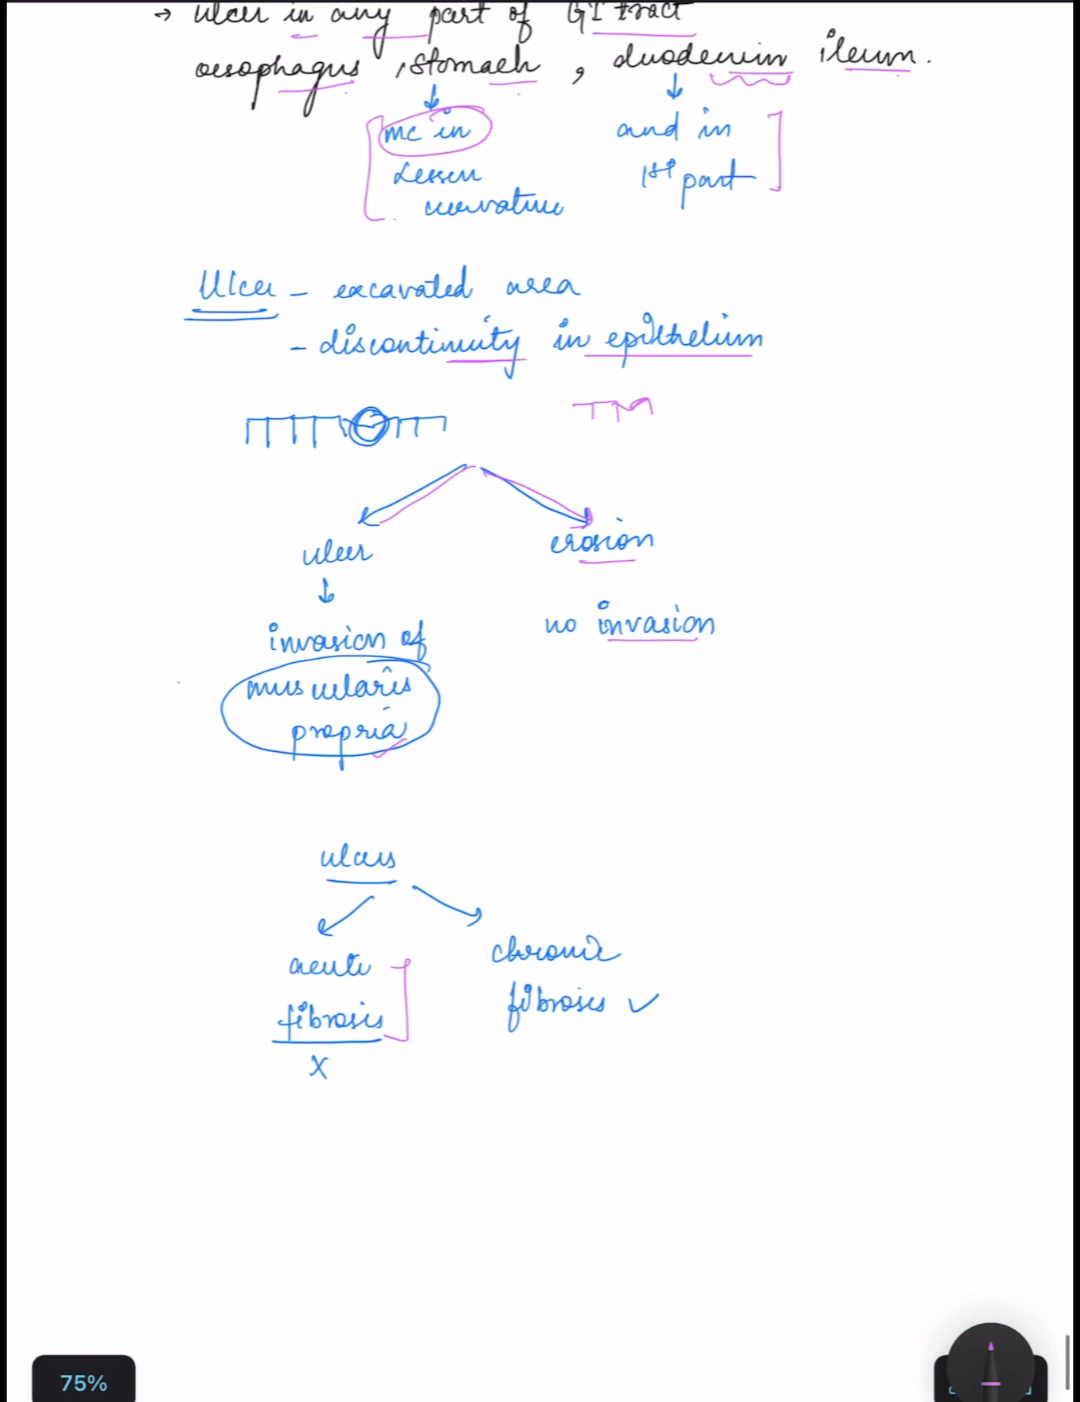 → ulcer in any part of GI tract
oesophagus, stomach, duodenum ileum.
↓ ↓
mc in and in
Lesser 1st part
curvature
Ulcer - excavated area
- discontinuity in epithelium
ulcer erosion
↓
invasion of no invasion
muscularis
propria
ulcers
acute chronic
fibrosis fibrosis ✓
X
75%